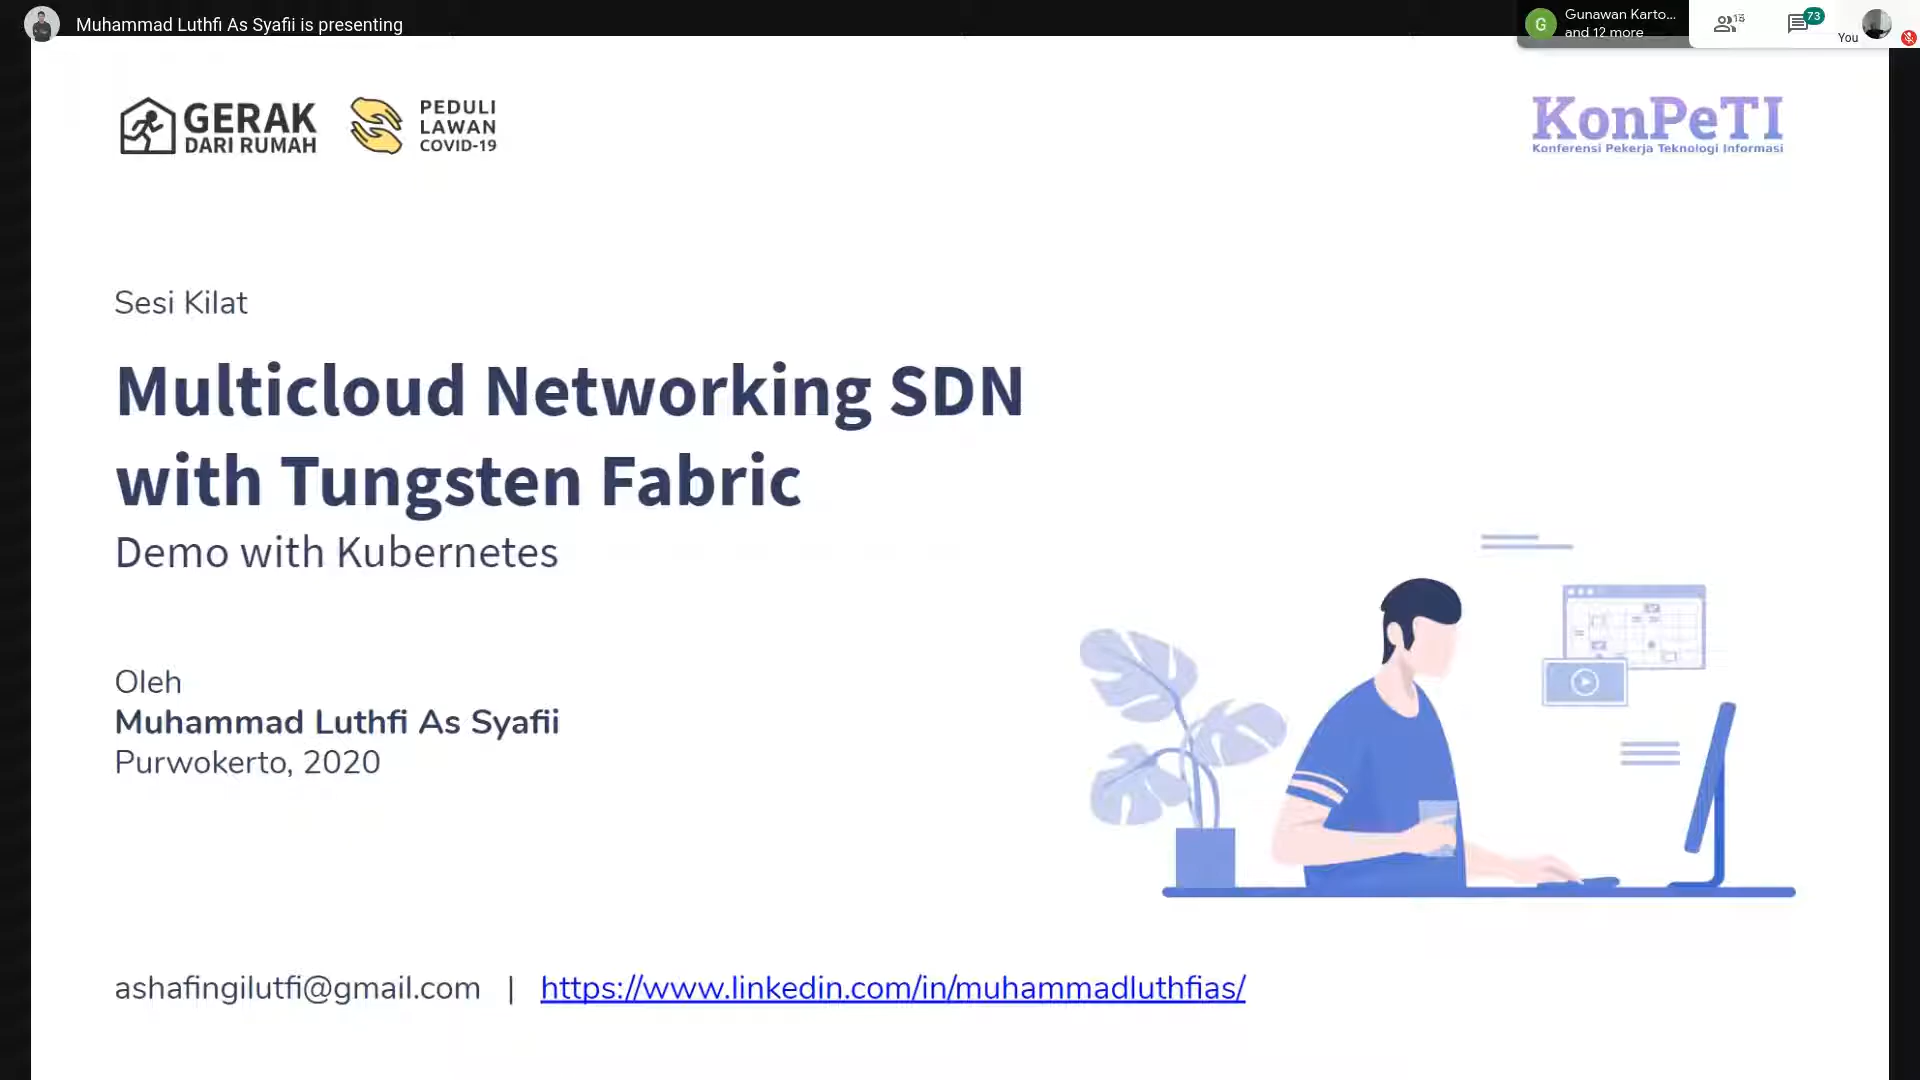 Muhammad Luthfi As Syafii is presenting
G
Gunawan Karto...
and 12 more
15
73
You
GERAK
DARI RUMAH
PEDULI
LAWAN
COVID-19
KonPeTI
Konferensi Pekerja Teknologi Informasi
Sesi Kilat
Multicloud Networking SDN
with Tungsten Fabric
Demo with Kubernetes
Oleh
Muhammad Luthfi As Syafii
Purwokerto, 2020
ashafingilutfi@gmail.com | https://www.linkedin.com/in/muhammadluthfias/